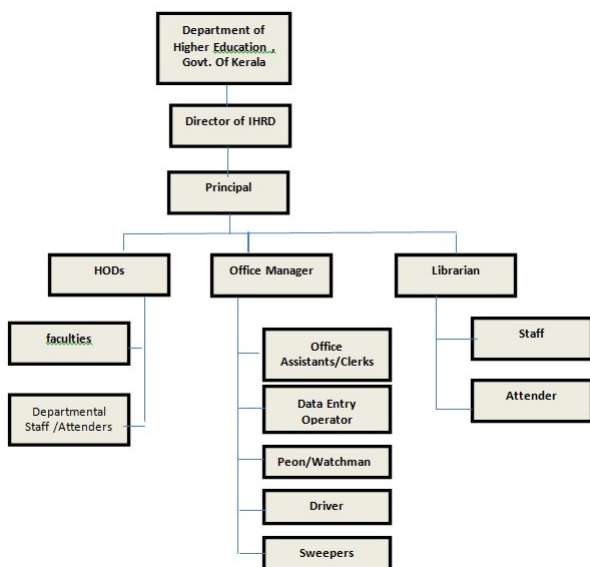 Department of
Higher Education ,
Govt. Of Kerala
Director of IHRD
Principal
HODs
Office Manager
Librarian
faculties
Departmental
Staff /Attenders
Office
Assistants/Clerks
Data Entry
Operator
Peon/Watchman
Driver
Sweepers
Staff
Attender